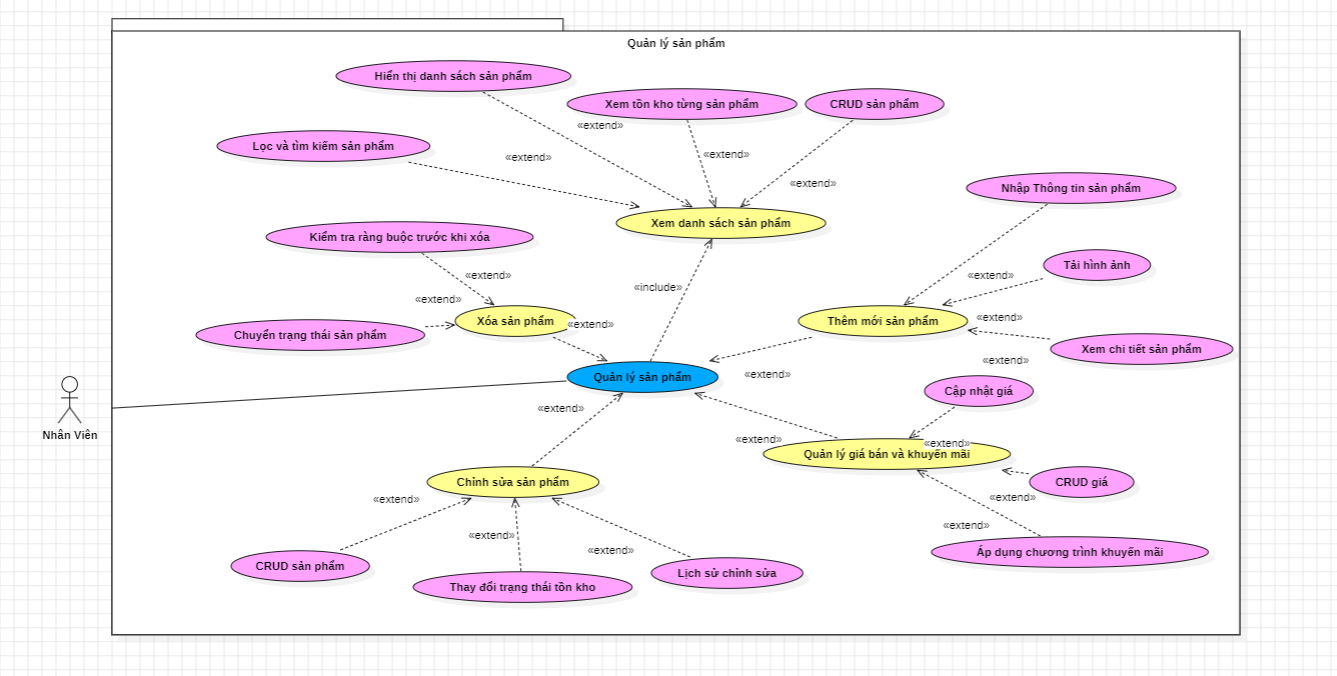 Quản lý sản phẩm
Hiển thị danh sách sản phẩm
Xem tồn kho từng sản phẩm
CRUD sản phẩm
«extend»
Lọc và tìm kiếm sản phẩm
«extend»
«extend»
«extend»
Nhập Thông tin sản phẩm
Xem danh sách sản phẩm
Kiểm tra ràng buộc trước khi xóa
Tải hình ảnh
«extend»
«extend»
«include»
«extend»
Xóa sản phẩm
«extend»
Thêm mới sản phẩm
«extend»
Chuyển trạng thái sản phẩm
Xem chi tiết sản phẩm
«extend»
Quản lý sản phẩm
«extend»
Cập nhật giá
«extend»
Nhân Viên
«extend»
«extend»
Quản lý giá bán và khuyến mãi
Chỉnh sửa sản phẩm
CRUD giá
«extend»
«extend»
«extend»
«extend»
«extend»
Áp dụng chương trình khuyến mãi
CRUD sản phẩm
Lịch sử chỉnh sửa
Thay đổi trạng thái tồn kho